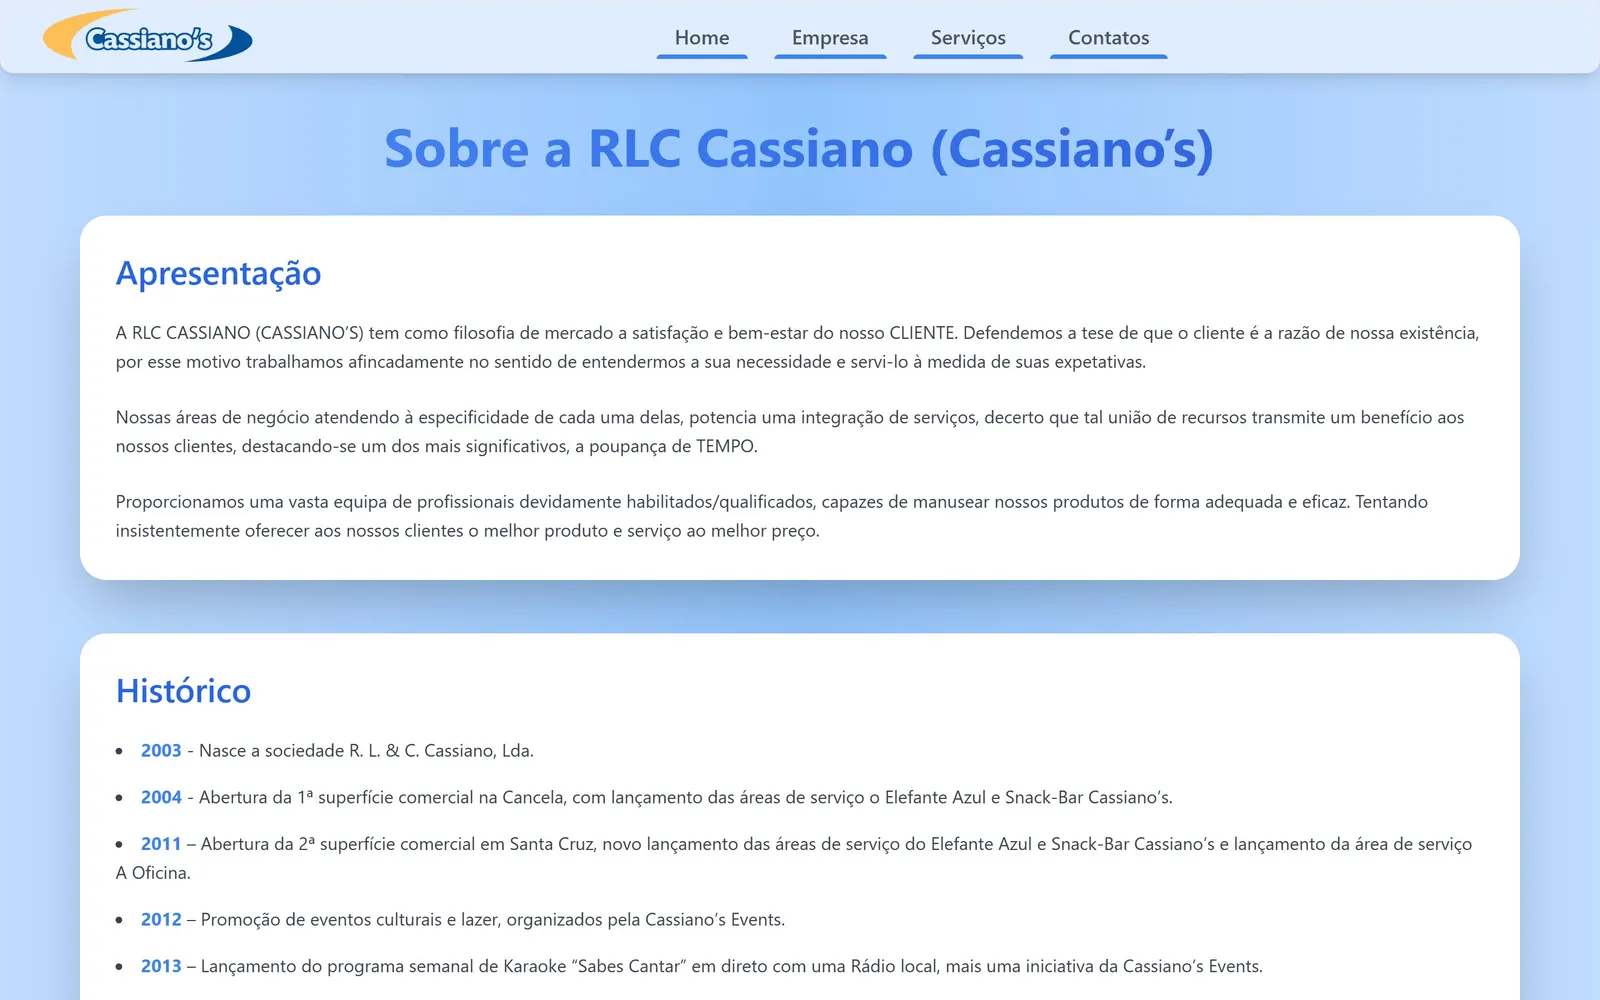 Cassiano's
Home
Empresa
Serviços
Contatos
Sobre a RLC Cassiano (Cassiano’s)
Apresentação
A RLC CASSIANO (CASSIANO’S) tem como filosofia de mercado a satisfação e bem-estar do nosso CLIENTE. Defendemos a tese de que o cliente é a razão de nossa existência,
por esse motivo trabalhamos afincadamente no sentido de entendermos a sua necessidade e servi-lo à medida de suas expetativas.
Nossas áreas de negócio atendendo à especificidade de cada uma delas, potencia uma integração de serviços, decerto que tal união de recursos transmite um benefício aos
nossos clientes, destacando-se um dos mais significativos, a poupança de TEMPO.
Proporcionamos uma vasta equipa de profissionais devidamente habilitados/qualificados, capazes de manusear nossos produtos de forma adequada e eficaz. Tentando
insistentemente oferecer aos nossos clientes o melhor produto e serviço ao melhor preço.
Histórico
• 2003 - Nasce a sociedade R. L. & C. Cassiano, Lda.
• 2004 - Abertura da 1ª superfície comercial na Cancela, com lançamento das áreas de serviço o Elefante Azul e Snack-Bar Cassiano’s.
• 2011 – Abertura da 2ª superfície comercial em Santa Cruz, novo lançamento das áreas de serviço do Elefante Azul e Snack-Bar Cassiano’s e lançamento da área de serviço
A Oficina.
• 2012 – Promoção de eventos culturais e lazer, organizados pela Cassiano’s Events.
• 2013 – Lançamento do programa semanal de Karaoke “Sabes Cantar” em direto com uma Rádio local, mais uma iniciativa da Cassiano’s Events.